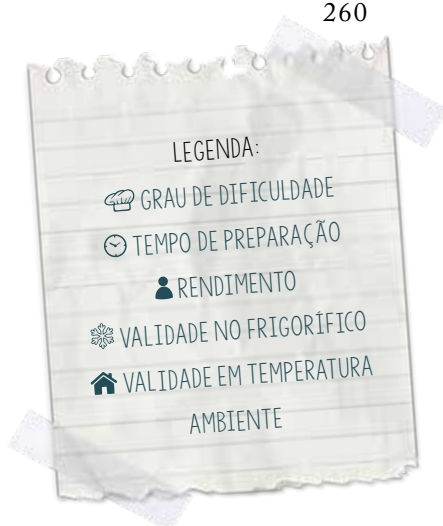 260
LEGENDA:
GRAU DE DIFICULDADE
TEMPO DE PREPARAÇÃO
RENDIMENTO
VALIDADE NO FRIGORÍFICO
VALIDADE EM TEMPERATURA
AMBIENTE